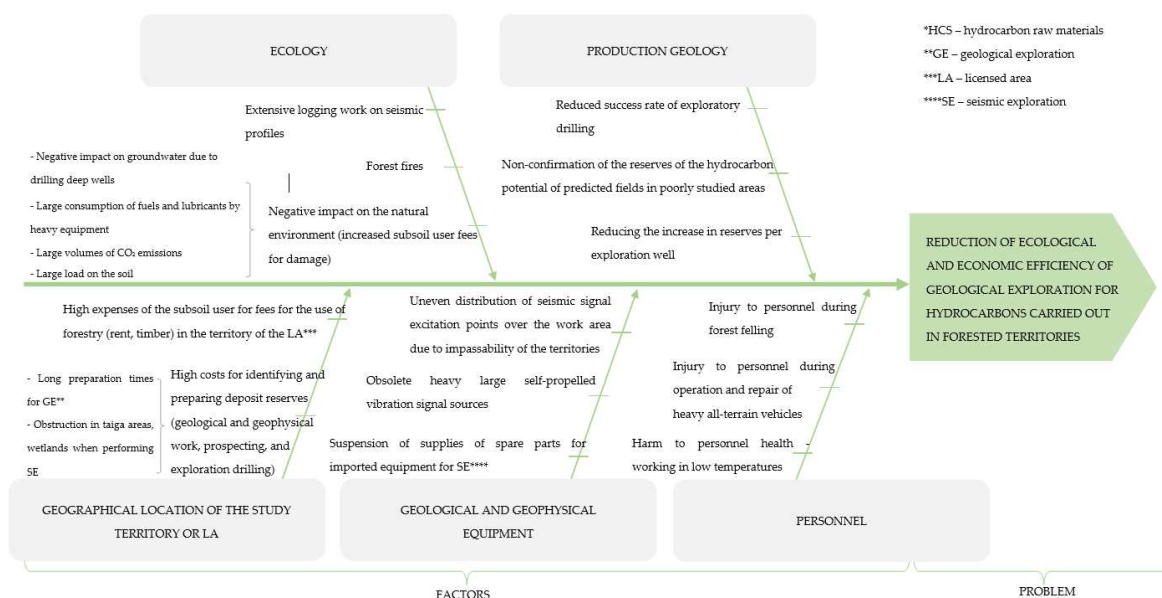 ECOLOGY
PRODUCTION GEOLOGY
*HCS – hydrocarbon raw materials
**GE – geological exploration
***LA – licensed area
****SE – seismic exploration
Extensive logging work on seismic
profiles
Forest fires
- Negative impact on groundwater due to
drilling deep wells
- Large consumption of fuels and lubricants by
heavy equipment
- Large volumes of CO₂ emissions
- Large load on the soil
Negative impact on the natural
environment (increased subsoil user fees
for damage)
Reduced success rate of exploratory
drilling
Non-confirmation of the reserves of the hydrocarbon
potential of predicted fields in poorly studied areas
Reducing the increase in reserves per
exploration well
REDUCTION OF ECOLOGICAL
AND ECONOMIC EFFICIENCY OF
GEOLOGICAL EXPLORATION FOR
HYDROCARBONS CARRIED OUT
IN FORESTED TERRITORIES
High expenses of the subsoil user for fees for the use of
forestry (rent, timber) in the territory of the LA***
- Long preparation times
for GE**
- Obstruction in taiga areas,
wetlands when performing
SE
High costs for identifying and
preparing deposit reserves
(geological and geophysical
work, prospecting, and
exploration drilling)
Uneven distribution of seismic signal
excitation points over the work area
due to impassability of the territories
Obsolete heavy large self-propelled
vibration signal sources
Suspension of supplies of spare parts for
imported equipment for SE****
Injury to personnel during
forest felling
Injury to personnel during
operation and repair of
heavy all-terrain vehicles
Harm to personnel health -
working in low temperatures
GEOGRAPHICAL LOCATION OF THE STUDY
TERRITORY OR LA
GEOLOGICAL AND GEOPHYSICAL
EQUIPMENT
PERSONNEL
FACTORS
PROBLEM